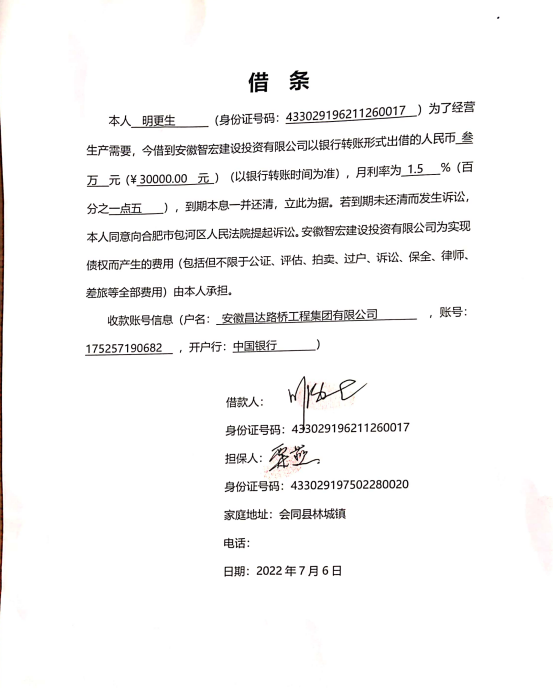 借 条
本人 明更生 （身份证号码：433029196211260017 ）为了经营
生产需要，今借到安徽智宏建设投资有限公司以银行转账形式出借的人民币 叁
万 元（¥ 30000.00 元 ）（以银行转账时间为准），月利率为 1.5 %（百
分之一点五 ），到期本息一并还清，立此为据。若到期未还清而发生诉讼，
本人同意向合肥市包河区人民法院提起诉讼。安徽智宏建设投资有限公司为实现
债权而产生的费用（包括但不限于公证、评估、拍卖、过户、诉讼、保全、律师、
差旅等全部费用）由本人承担。
收款账号信息（户名： 安徽昌达路桥工程集团有限公司 ，账号：
175257190682 ，开户行：中国银行 ）
借款人：
身份证号码：433029196211260017
担保人：
身份证号码：433029197502280020
家庭地址：会同县林城镇
电话：
日期：2022 年 7 月 6 日